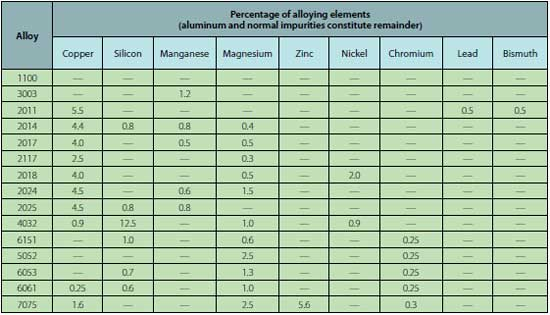 Alloy
Percentage of alloying elements
(aluminum and normal impurities constitute remainder)
Copper Silicon Manganese Magnesium Zinc Nickel Chromium Lead Bismuth
1100 — — — — — — — — —
3003 — — 1.2 — — — — — —
2011 5.5 — — — — — — 0.5 0.5
2014 4.4 0.8 0.8 0.4 — — — — —
2017 4.0 — 0.5 0.5 — — — — —
2117 2.5 — — 0.3 — — — — —
2018 4.0 — — 0.5 — 2.0 — — —
2024 4.5 — 0.6 1.5 — — — — —
2025 4.5 0.8 0.8 — — — — — —
4032 0.9 12.5 — 1.0 — 0.9 — — —
6151 — 1.0 — 0.6 — — 0.25 — —
5052 — — — 2.5 — — 0.25 — —
6053 — 0.7 — 1.3 — — 0.25 — —
6061 0.25 0.6 — 1.0 — — 0.25 — —
7075 1.6 — — 2.5 5.6 — 0.3 — —